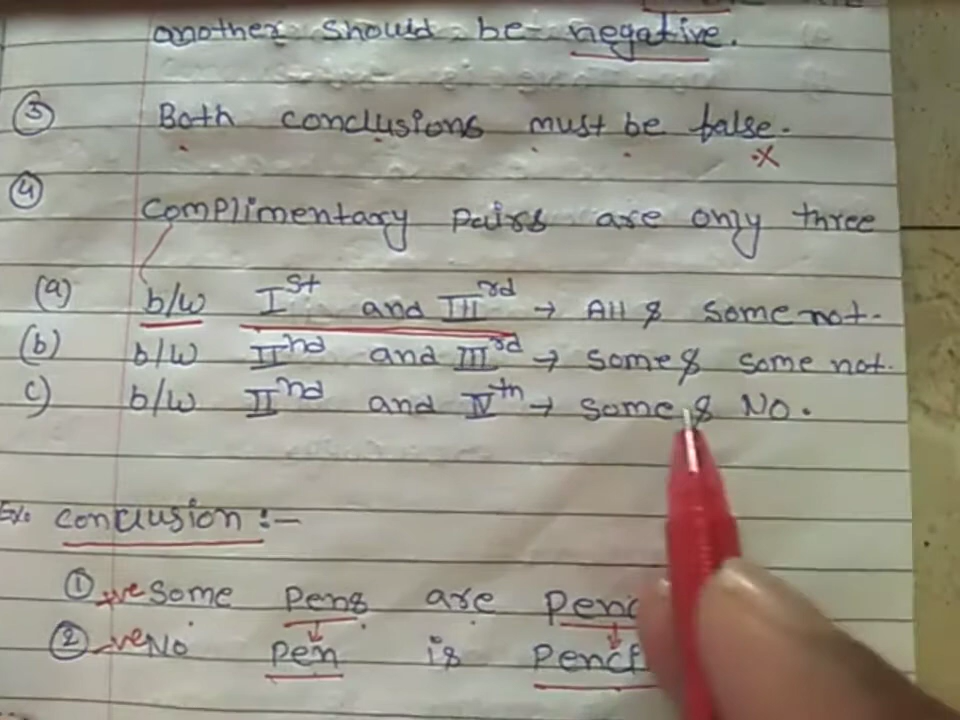 another should be negative.
③ Both conclusions must be false.
④ Complimentary pairs are only three
(a) b/w Ist and IIIrd → All & some not.
(b) b/w IInd and IIIrd → some & some not.
c) b/w IInd and IVth → some & No.
Ex. Conclusion :-
① +ve Some pens are penc
② -ve No pen is penci